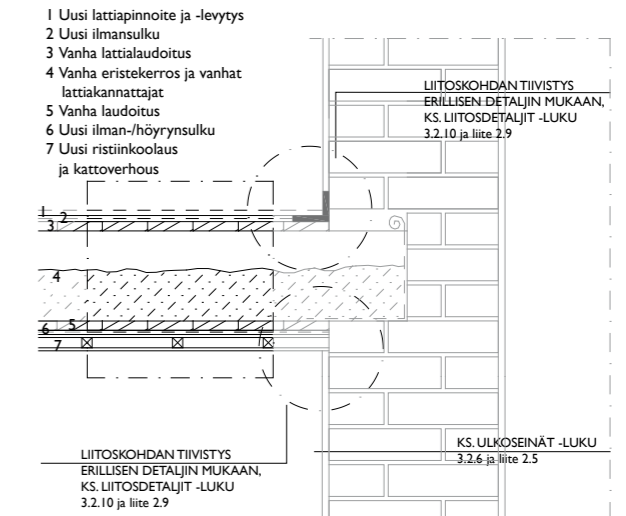 1 Uusi lattiapinnoite ja -levytys
2 Uusi ilmansulku
3 Vanha lattialaudoitus
4 Vanha eristekerros ja vanhat
lattiakannattajat
5 Vanha laudoitus
6 Uusi ilman-/höyrynsulku
7 Uusi ristiinkoolaus
ja kattoverhous
LIITOSKOHDAN TIIVISTYS
ERILLISEN DETALJIN MUKAAN,
KS. LIITOSDETALJIT -LUKU
3.2.10 ja liite 2.9
1
2
3
4
5
6
7
LIITOSKOHDAN TIIVISTYS
ERILLISEN DETALJIN MUKAAN,
KS. LIITOSDETALJIT -LUKU
3.2.10 ja liite 2.9
KS. ULKOSEINÄT -LUKU
3.2.6 ja liite 2.5